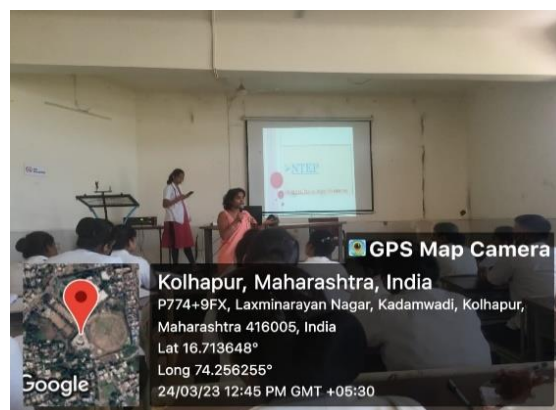 NTEP
GPS Map Camera
Kolhapur, Maharashtra, India
P774+9FX, Laxminarayan Nagar, Kadamwadi, Kolhapur,
Maharashtra 416005, India
Lat 16.713648°
Long 74.256255°
24/03/23 12:45 PM GMT +05:30
Google